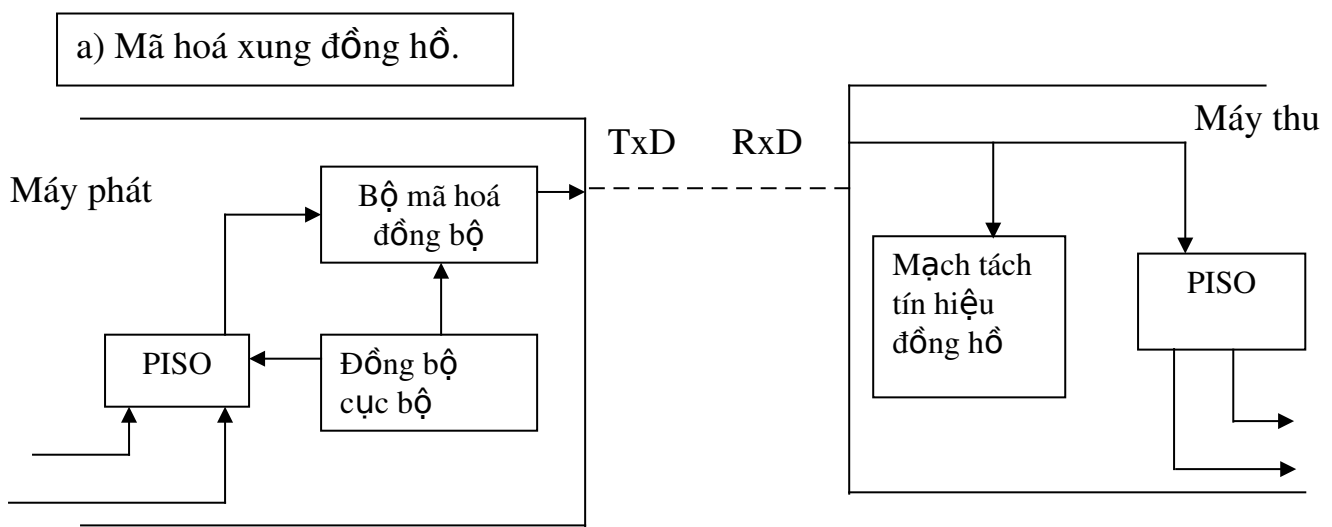 a) Mã hoá xung đồng hồ.
TxD RxD
Máy thu
Máy phát
Bộ mã hoá
đồng bộ
Mạch tách
tín hiệu
đồng hồ
PISO
PISO
Đồng bộ
cục bộ